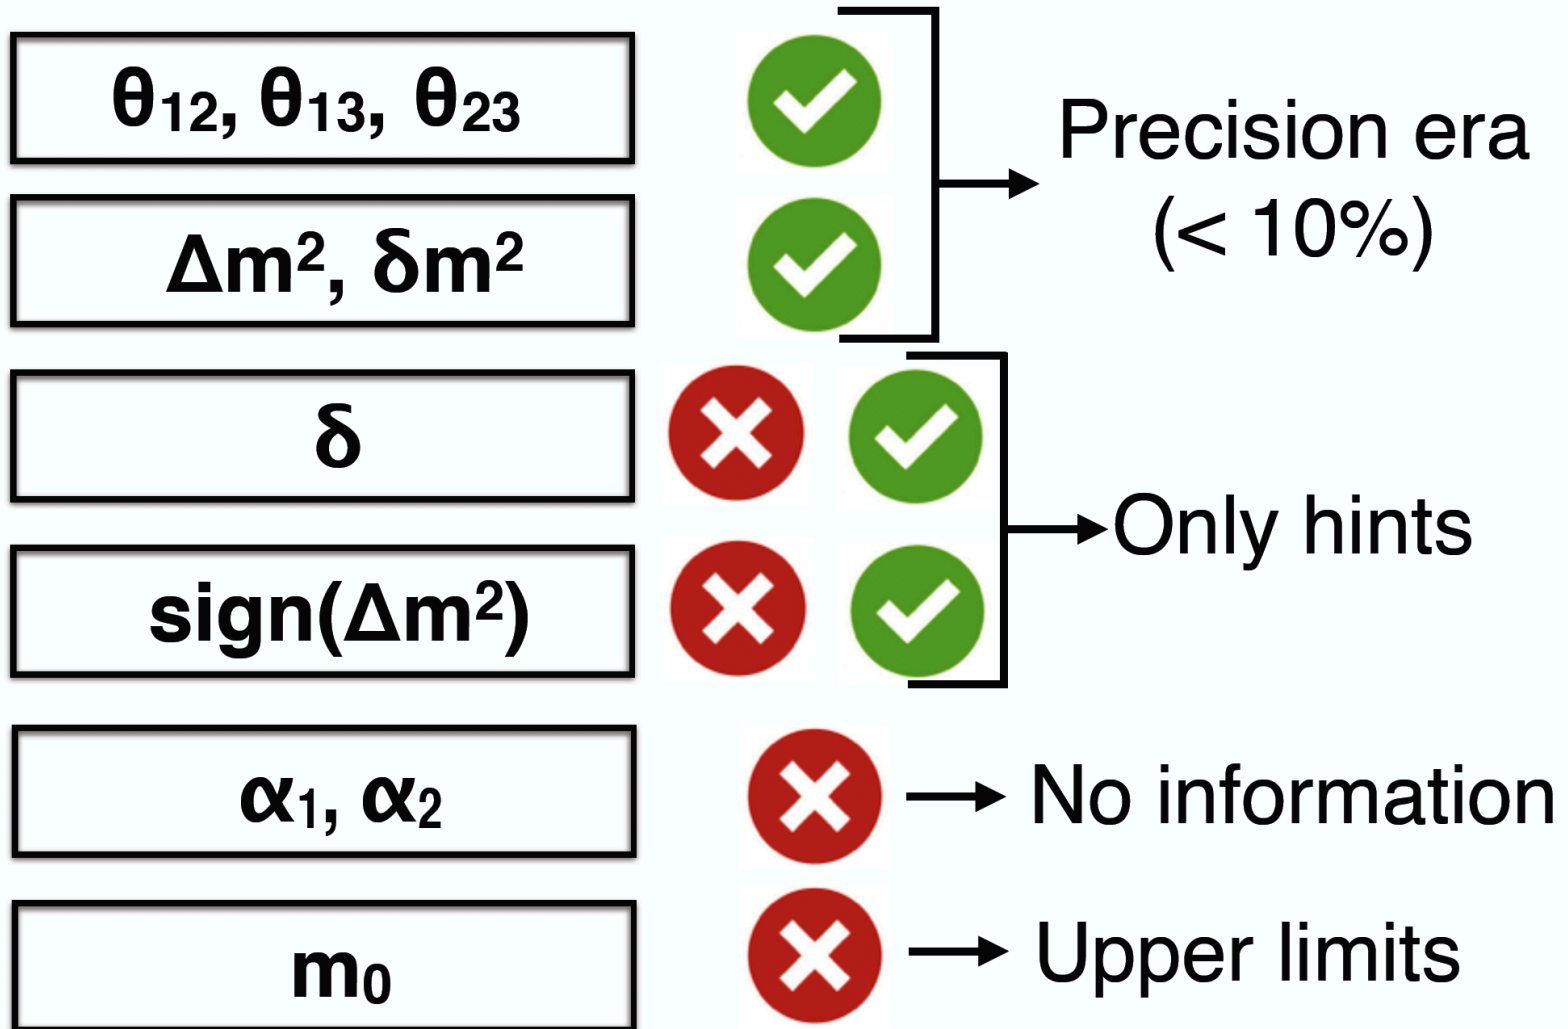 θ₁₂, θ₁₃, θ₂₃
Precision era
(< 10%)
Δm², δm²
δ
Only hints
sign(Δm²)
α₁, α₂
No information
m₀
Upper limits